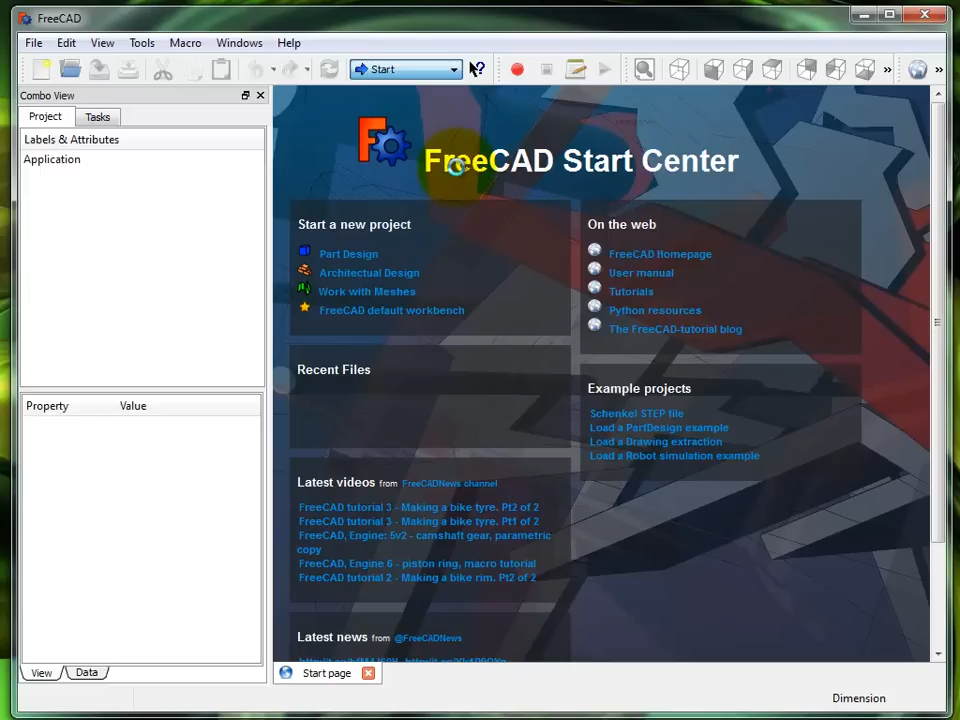 FreeCAD
File Edit View Tools Macro Windows Help
Start
Combo View
Project Tasks
Labels & Attributes
Application
Property Value
View Data
FreeCAD Start Center
Start a new project
Part Design
Architectual Design
Work with Meshes
FreeCAD default workbench
Recent Files
Latest videos from FreeCADNews channel
FreeCAD tutorial 3 - Making a bike tyre. Pt2 of 2
FreeCAD tutorial 3 - Making a bike tyre. Pt1 of 2
FreeCAD, Engine: 5v2 - camshaft gear, parametric
copy
FreeCAD, Engine 6 - piston ring, macro tutorial
FreeCAD tutorial 2 - Making a bike rim. Pt2 of 2
Latest news from @FreeCADNews
On the web
FreeCAD Homepage
User manual
Tutorials
Python resources
The FreeCAD-tutorial blog
Example projects
Schenkel STEP file
Load a PartDesign example
Load a Drawing extraction
Load a Robot simulation example
Start page
Dimension